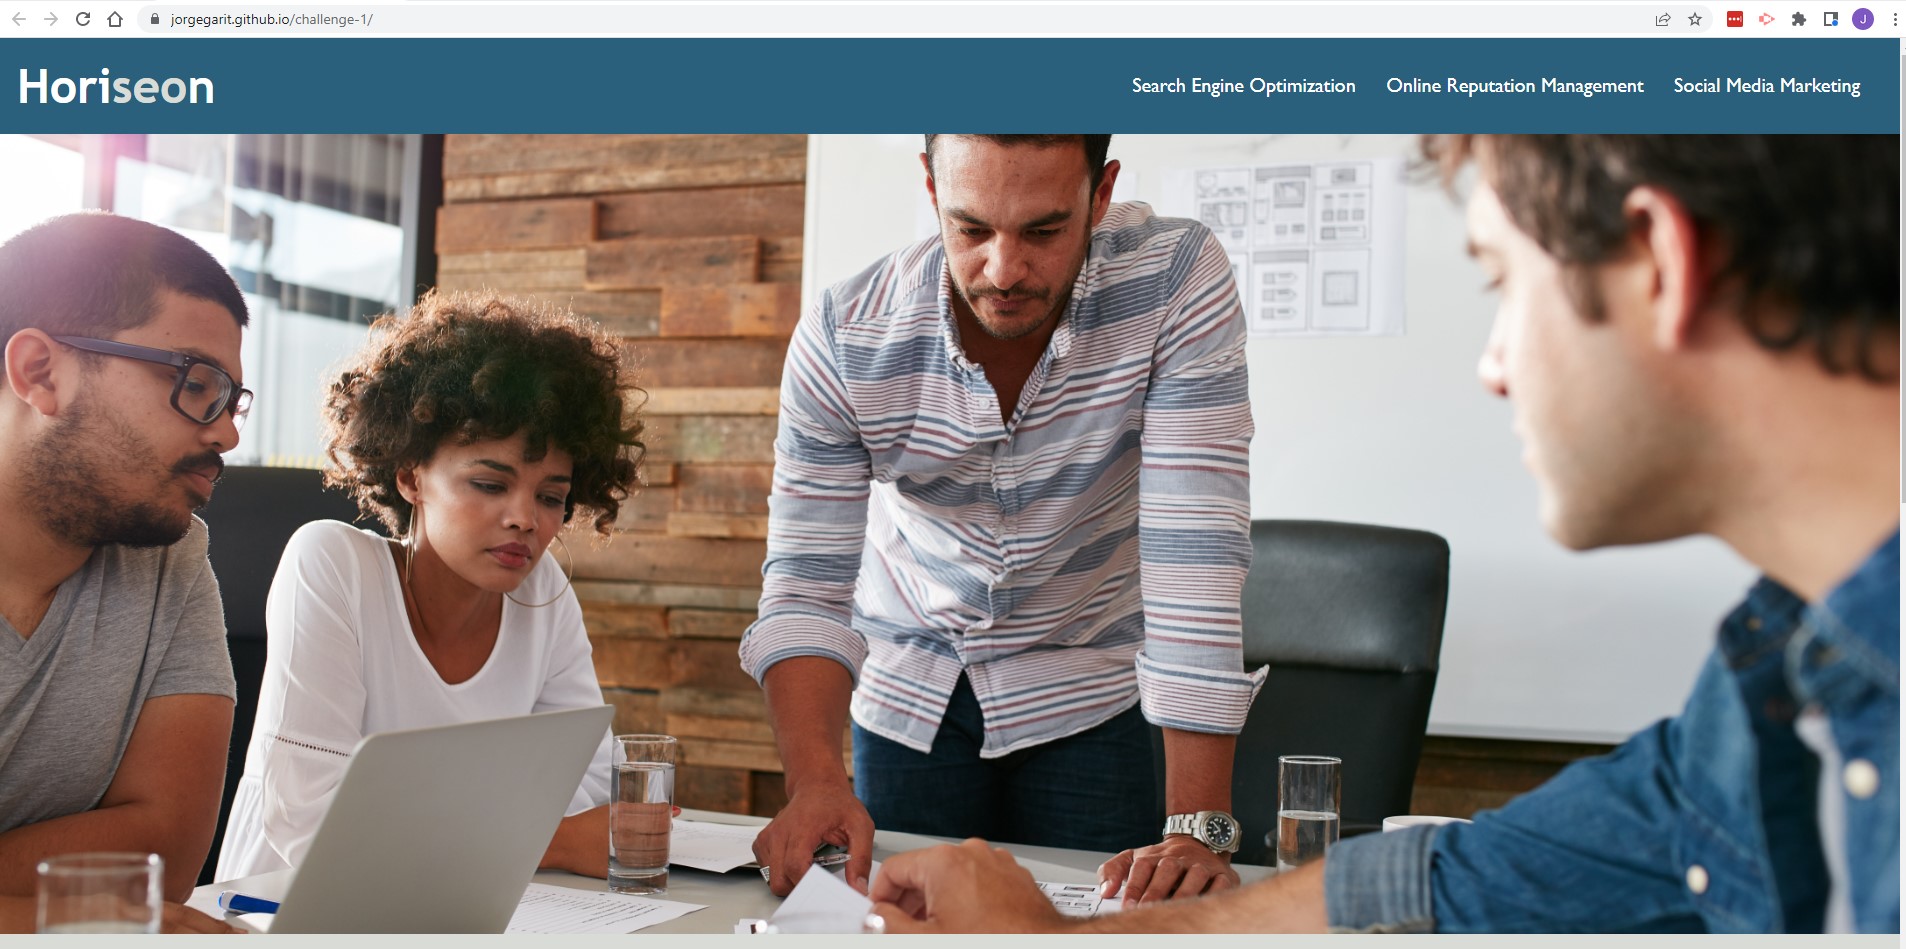 jorgegarit.github.io/challenge-1/
J
Horiseon
Search Engine Optimization Online Reputation Management Social Media Marketing